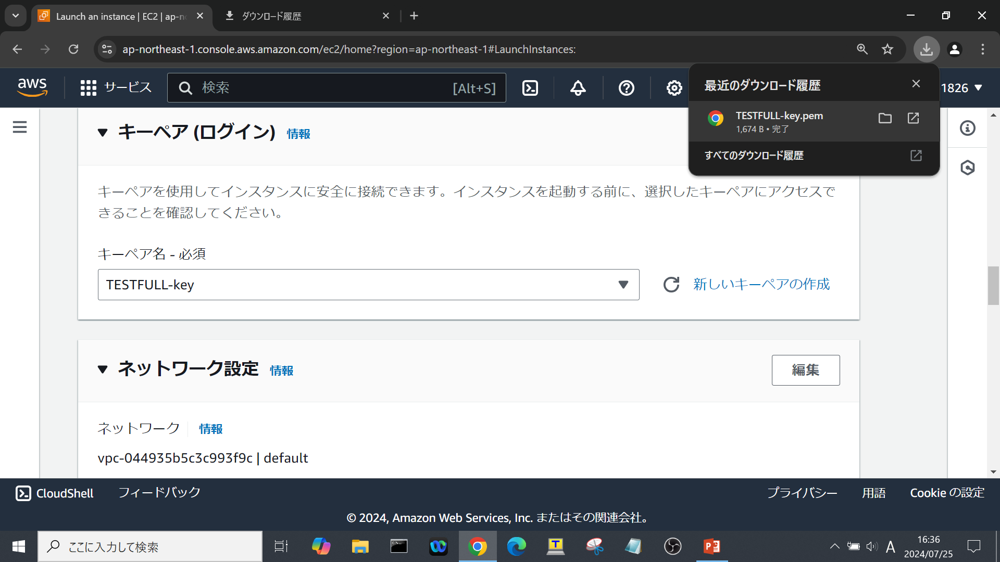 Launch an instance | EC2 | ap-n
ダウンロード履歴
ap-northeast-1.console.aws.amazon.com/ec2/home?region=ap-northeast-1#LaunchInstances:
aws
サービス
検索
[Alt+S]
1826
最近のダウンロード履歴
TESTFULL-key.pem
1,674 B • 完了
すべてのダウンロード履歴
キーペア (ログイン) 情報
キーペアを使用してインスタンスに安全に接続できます。インスタンスを起動する前に、選択したキーペアにアクセスで
きることを確認してください。
キーペア名 - 必須
TESTFULL-key
新しいキーペアの作成
ネットワーク設定 情報
編集
ネットワーク 情報
vpc-044935b5c3c993f9c | default
CloudShell フィードバック
プライバシー 用語 Cookie の設定
© 2024, Amazon Web Services, Inc. またはその関連会社。
ここに入力して検索
A
16:36
2024/07/25